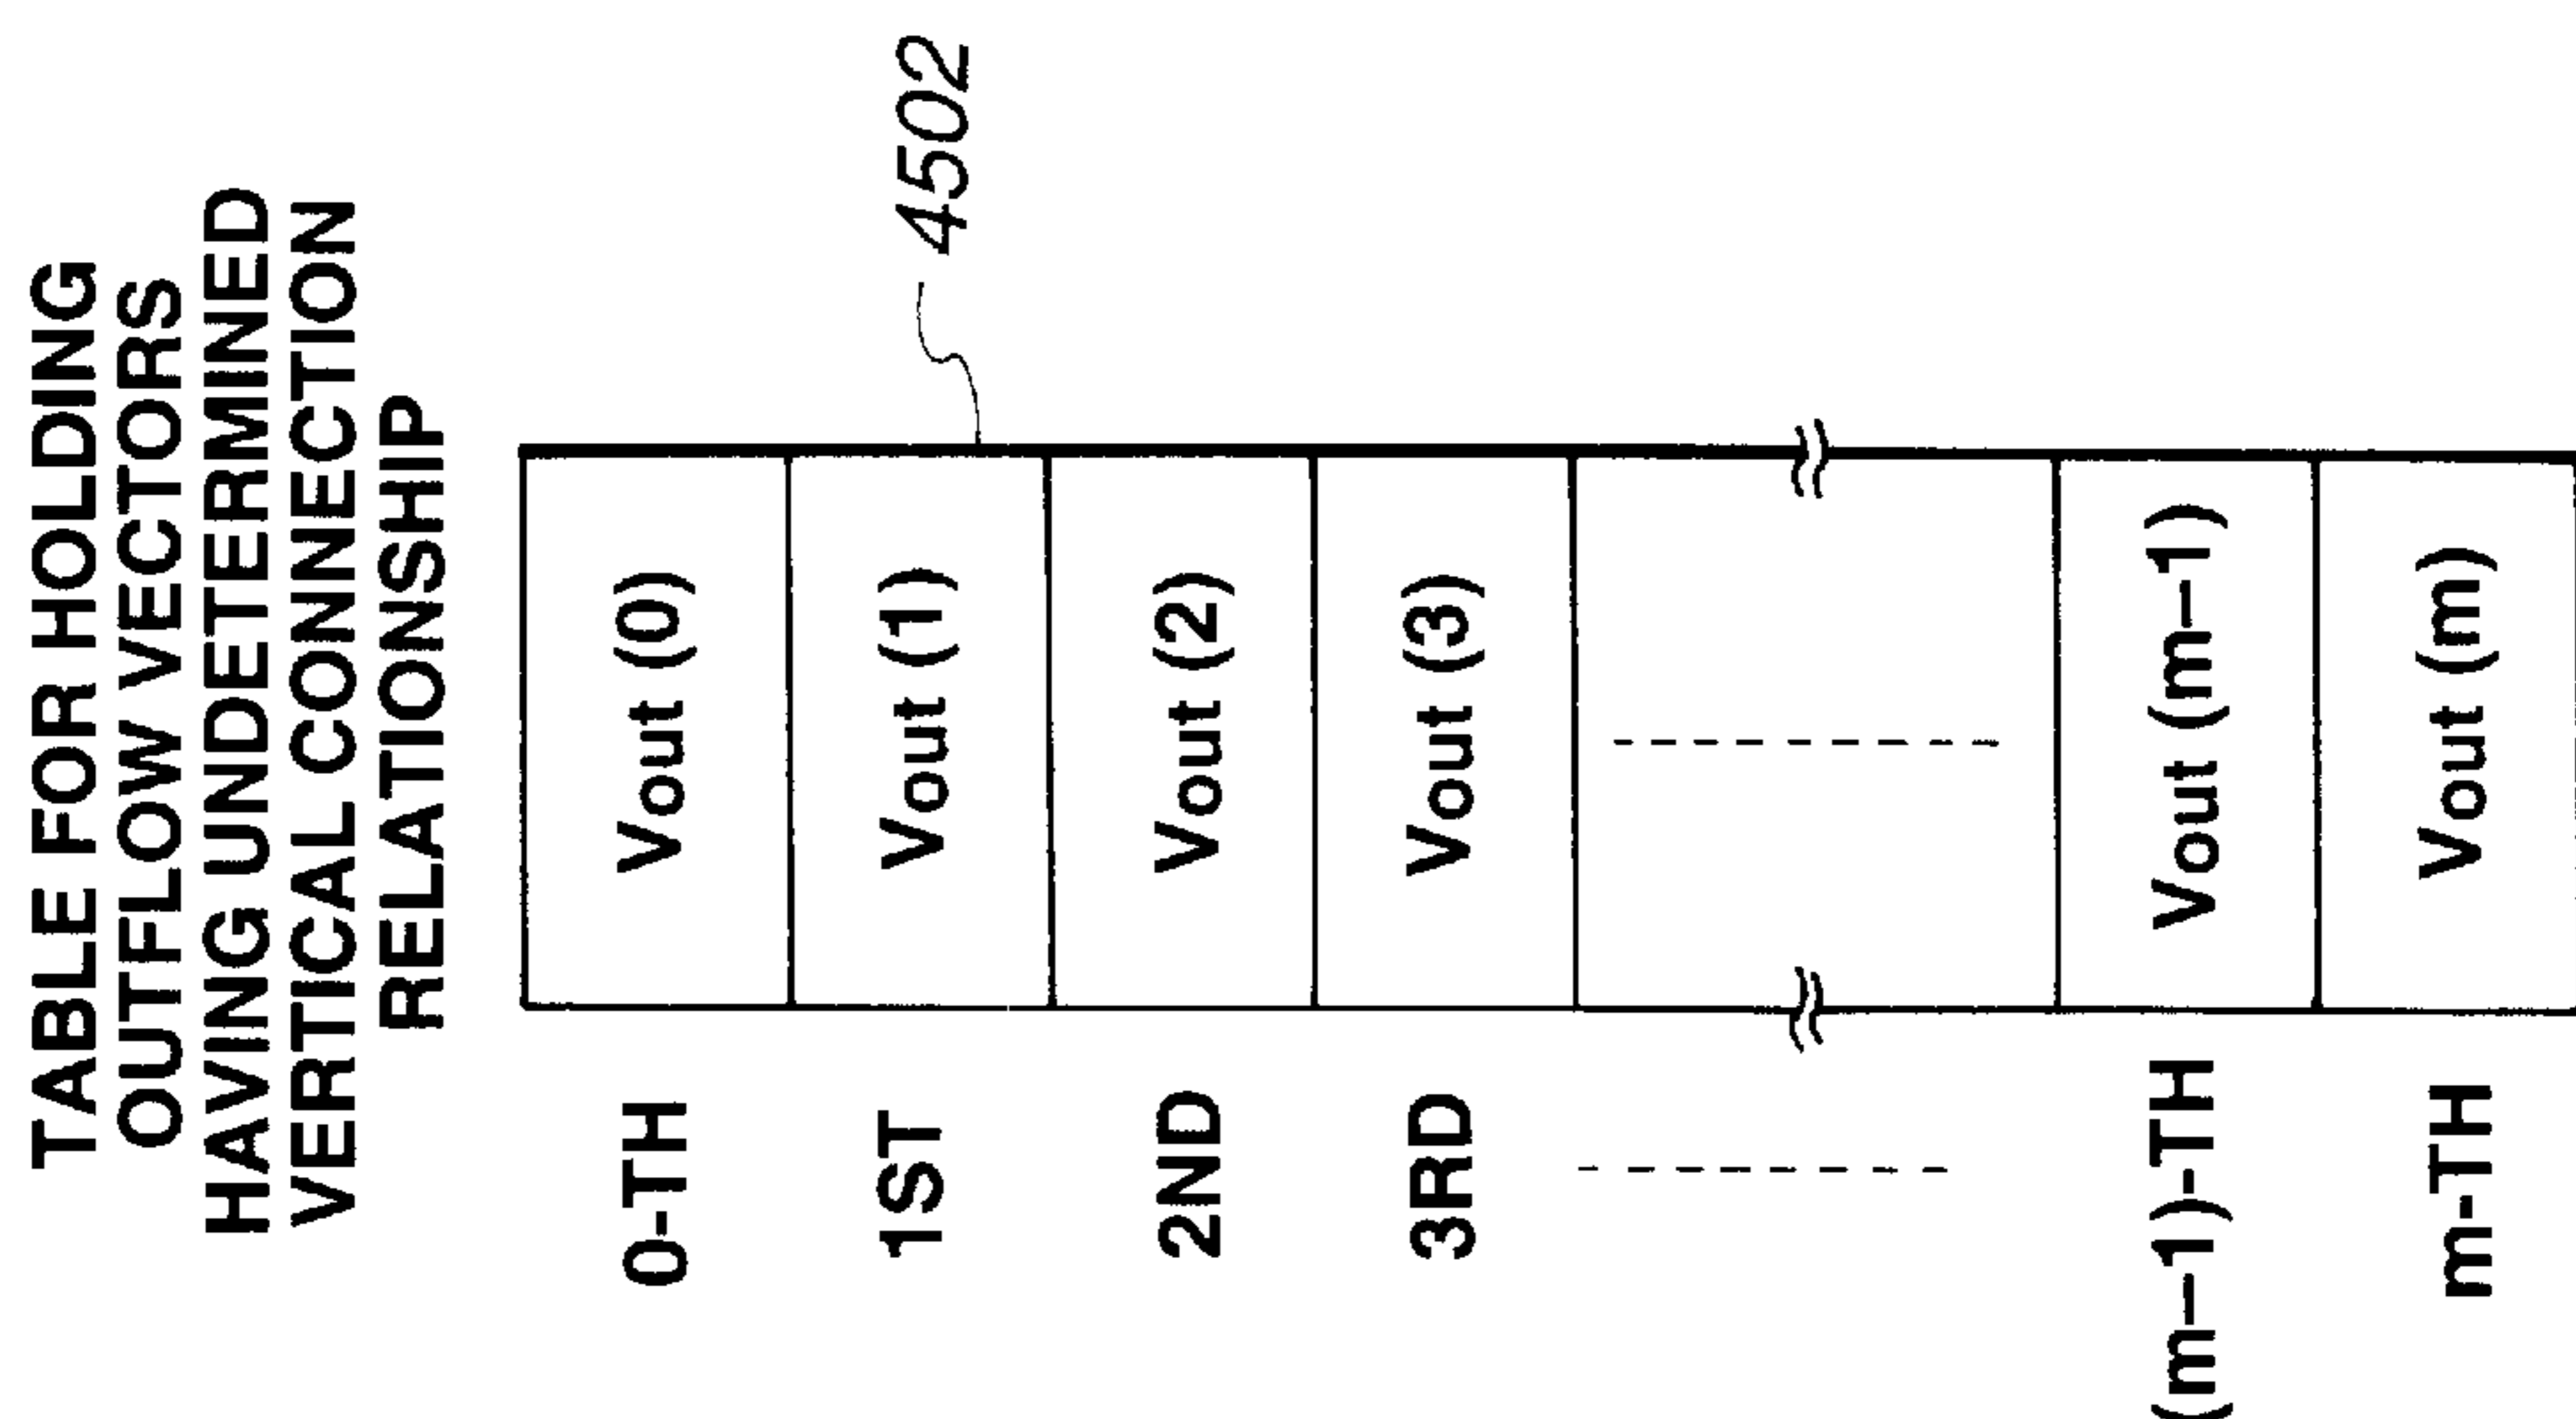 TABLE FOR HOLDING
OUTFLOW VECTORS
HAVING UNDETERMINED
VERTICAL CONNECTION
RELATIONSHIP
0-TH Vout (0)
1ST Vout (1)
4502
2ND Vout (2)
3RD Vout (3)
(m–1)-TH Vout (m–1)
m-TH Vout (m)